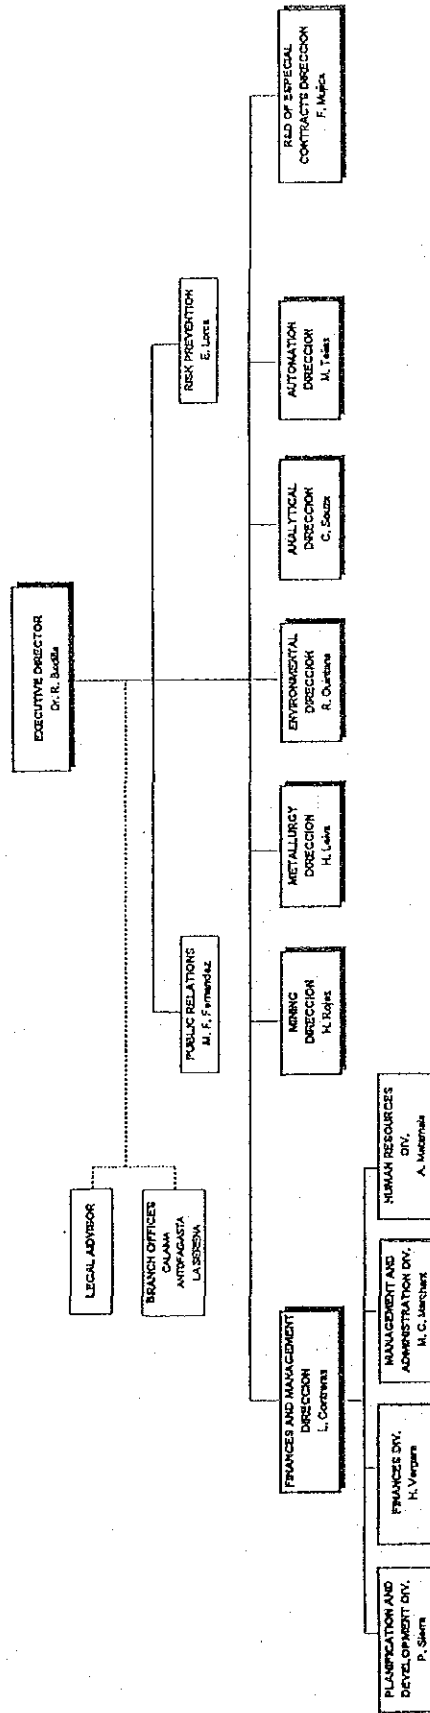 EXECUTIVE DIRECTOR
Dr. R. Badilla
LEGAL ADVISOR
BRANCH OFFICES
CALAMA
ANTOFAGASTA
LA SERENA
PUBLIC RELATIONS
M. F. Fernandez
RISK PREVENTION
E. Lorca
FINANCES AND MANAGEMENT
DIRECCION
L. Contreras
MINING
DIRECCION
H. Rojas
METALLURGY
DIRECCION
H. Leiva
ENVIRONMENTAL
DIRECCION
R. Quintana
ANALYTICAL
DIRECCION
C. Souza
AUTOMATION
DIRECCION
M.
R&D OF ESPECIAL
CONTRACTS DIRECCION
F. Mujica
PLANIFICATION AND
DEVELOPMENT DIV.
P. Sierra
FINANCES DIV.
H. Vergara
MANAGEMENT AND
ADMINISTRATION DIV.
M. C. Merchant
HUMAN RESOURCES
DIV.
A.